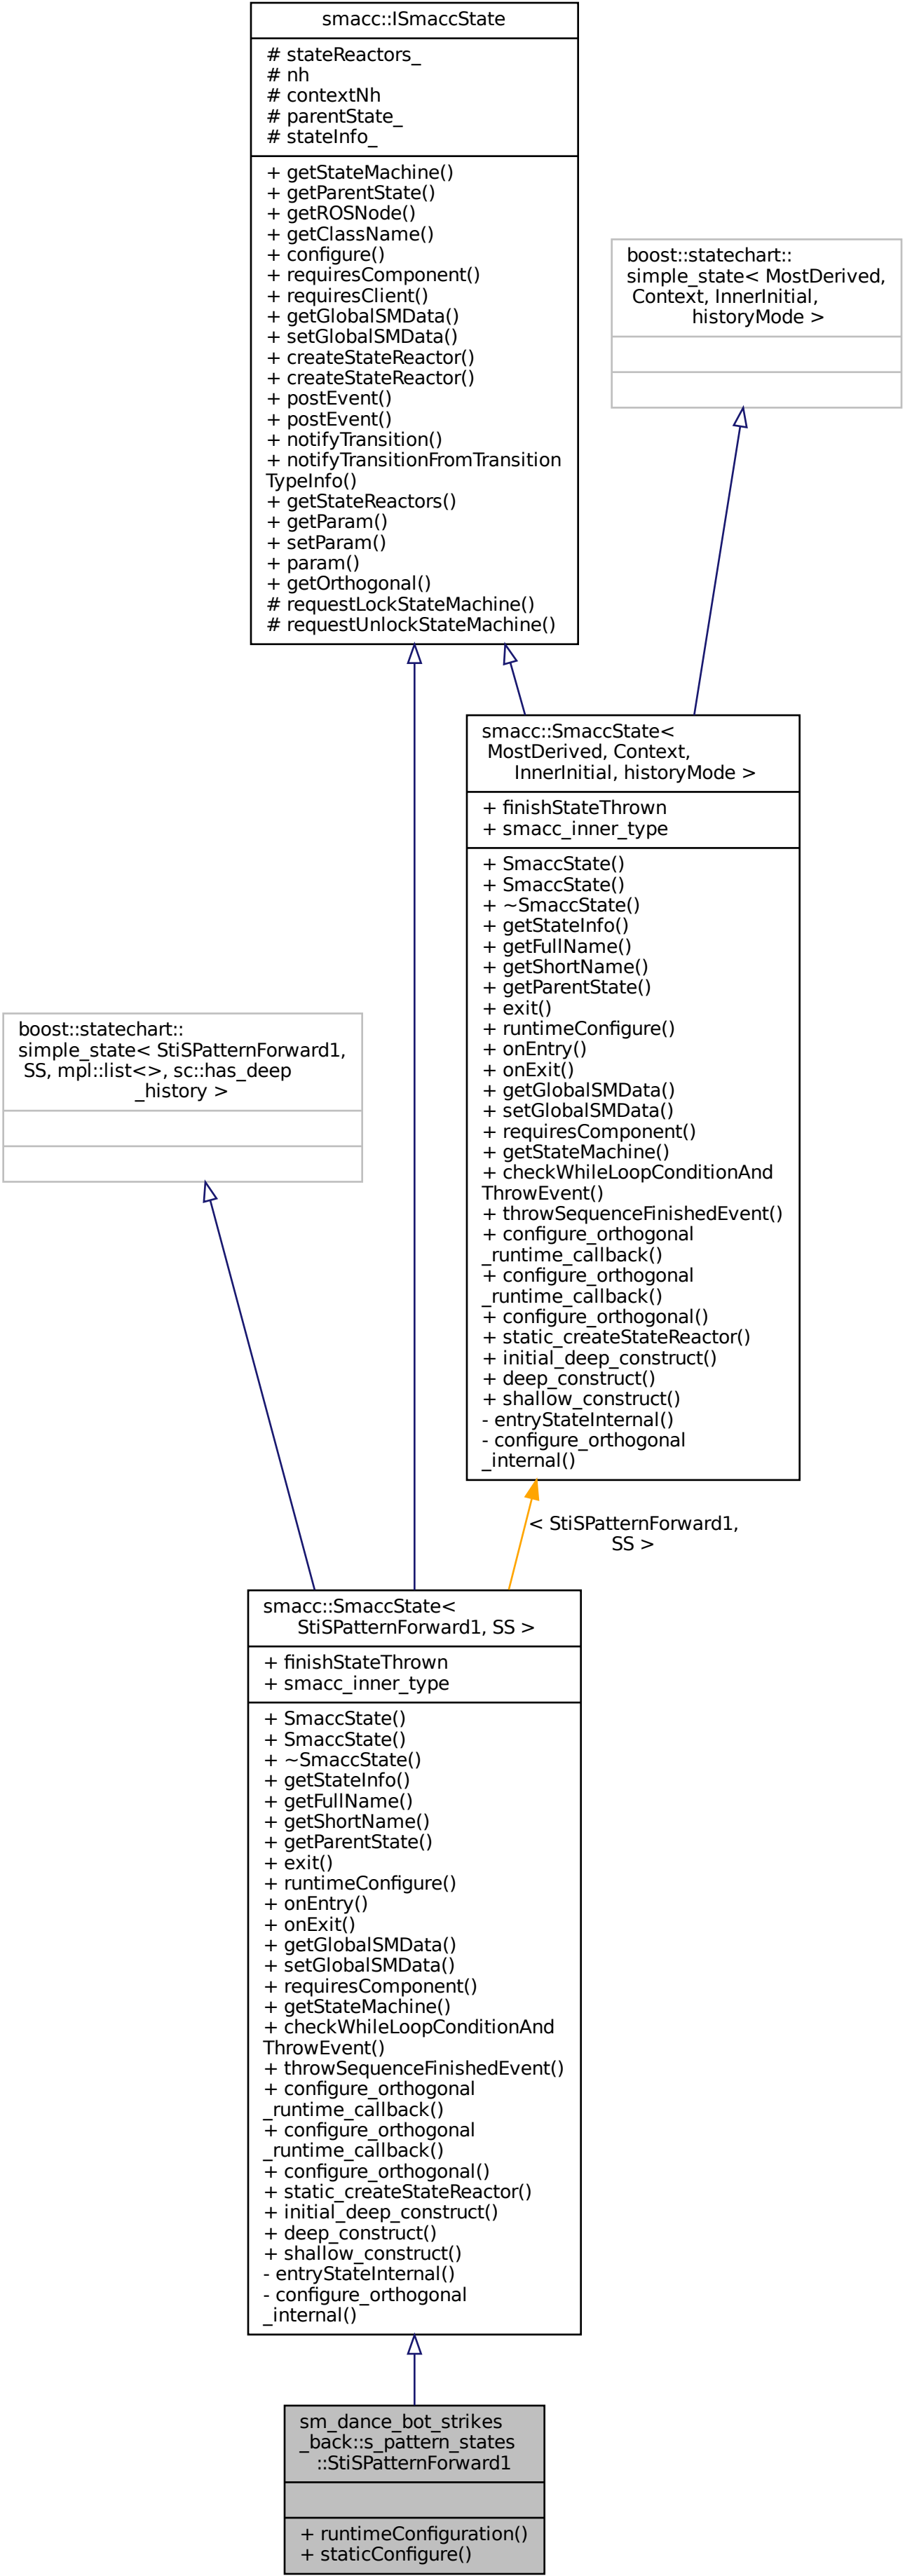 smacc::ISmaccState
# stateReactors_
# nh
# contextNh
# parentState_
# stateInfo_
+ getStateMachine()
+ getParentState()
+ getROSNode()
+ getClassName()
+ configure()
+ requiresComponent()
+ requiresClient()
+ getGlobalSMData()
+ setGlobalSMData()
+ createStateReactor()
+ createStateReactor()
+ postEvent()
+ postEvent()
+ notifyTransition()
+ notifyTransitionFromTransition
TypeInfo()
+ getStateReactors()
+ getParam()
+ setParam()
+ param()
+ getOrthogonal()
# requestLockStateMachine()
# requestUnlockStateMachine()
boost::statechart::
simple_state< MostDerived,
Context, InnerInitial,
historyMode >
smacc::SmaccState<
MostDerived, Context,
InnerInitial, historyMode >
+ finishStateThrown
+ smacc_inner_type
+ SmaccState()
+ SmaccState()
+ ~SmaccState()
+ getStateInfo()
+ getFullName()
+ getShortName()
+ getParentState()
+ exit()
+ runtimeConfigure()
+ onEntry()
+ onExit()
+ getGlobalSMData()
+ setGlobalSMData()
+ requiresComponent()
+ getStateMachine()
+ checkWhileLoopConditionAnd
ThrowEvent()
+ throwSequenceFinishedEvent()
+ configure_orthogonal
_runtime_callback()
+ configure_orthogonal
_runtime_callback()
+ configure_orthogonal()
+ static_createStateReactor()
+ initial_deep_construct()
+ deep_construct()
+ shallow_construct()
- entryStateInternal()
- configure_orthogonal
_internal()
boost::statechart::
simple_state< StiSPatternForward1,
SS, mpl::list<>, sc::has_deep
_history >
< StiSPatternForward1,
SS >
smacc::SmaccState<
StiSPatternForward1, SS >
+ finishStateThrown
+ smacc_inner_type
+ SmaccState()
+ SmaccState()
+ ~SmaccState()
+ getStateInfo()
+ getFullName()
+ getShortName()
+ getParentState()
+ exit()
+ runtimeConfigure()
+ onEntry()
+ onExit()
+ getGlobalSMData()
+ setGlobalSMData()
+ requiresComponent()
+ getStateMachine()
+ checkWhileLoopConditionAnd
ThrowEvent()
+ throwSequenceFinishedEvent()
+ configure_orthogonal
_runtime_callback()
+ configure_orthogonal
_runtime_callback()
+ configure_orthogonal()
+ static_createStateReactor()
+ initial_deep_construct()
+ deep_construct()
+ shallow_construct()
- entryStateInternal()
- configure_orthogonal
_internal()
sm_dance_bot_strikes
_back::s_pattern_states
::StiSPatternForward1
+ runtimeConfiguration()
+ staticConfigure()